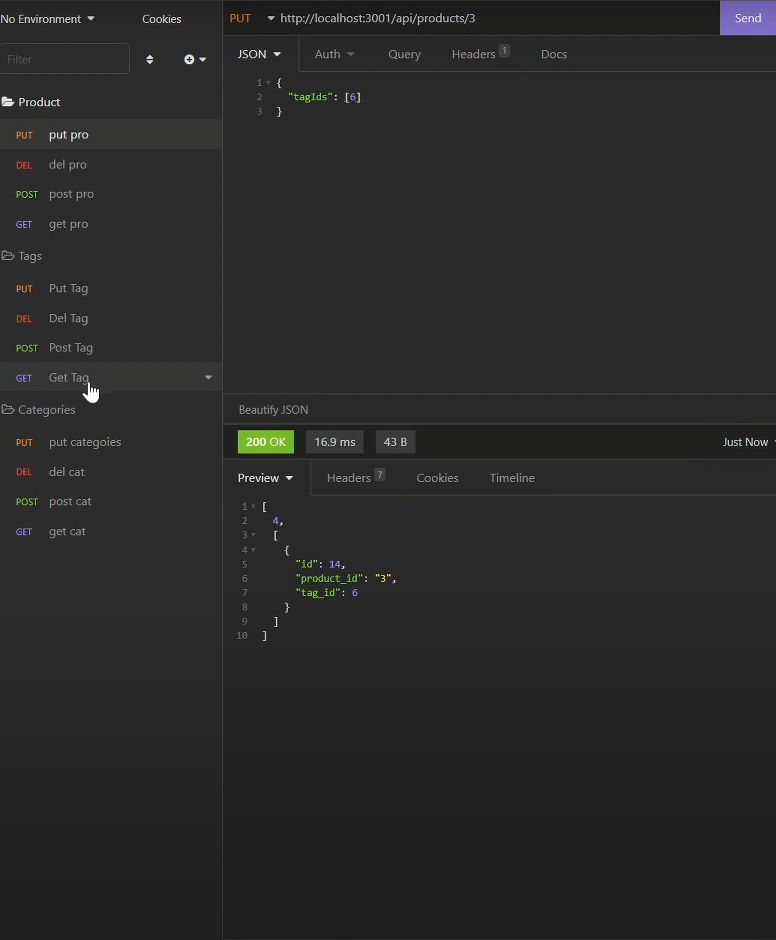 No Environment
Cookies
PUT http://localhost:3001/api/products/3
Send
Filter
JSON
Auth
Query
Headers 1
Docs
1 {
2 "tagIds": [6]
3 }
Product
PUT put pro
DEL del pro
POST post pro
GET get pro
Tags
PUT Put Tag
DEL Del Tag
POST Post Tag
GET Get Tag
Categories
PUT put categoies
DEL del cat
POST post cat
GET get cat
Beautify JSON
200 OK
16.9 ms
43 B
Just Now
Preview
Headers 7
Cookies
Timeline
1 [
2 4,
3 [
4 {
5 "id": 14,
6 "product_id": "3",
7 "tag_id": 6
8 }
9 ]
10 ]